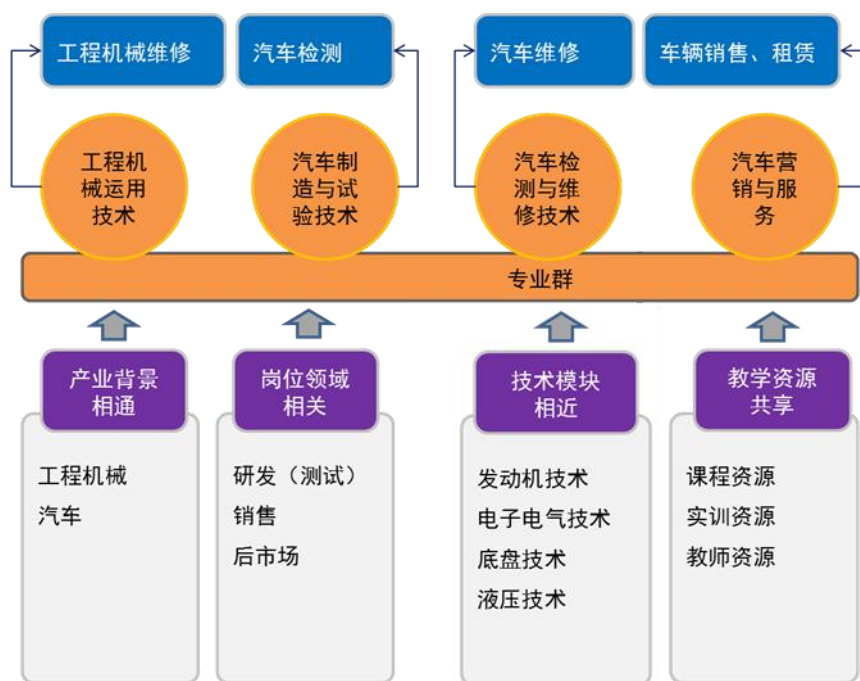 工程机械维修
汽车检测
汽车维修
车辆销售、租赁
工程机
械运用
技术
汽车制
造与试
验技术
汽车检
测与维
修技术
汽车营
销与服
务
专业群
产业背景
相通
岗位领域
相关
技术模块
相近
教学资源
共享
工程机械
汽车
研发（测试）
销售
后市场
发动机技术
电子电气技术
底盘技术
液压技术
课程资源
实训资源
教师资源